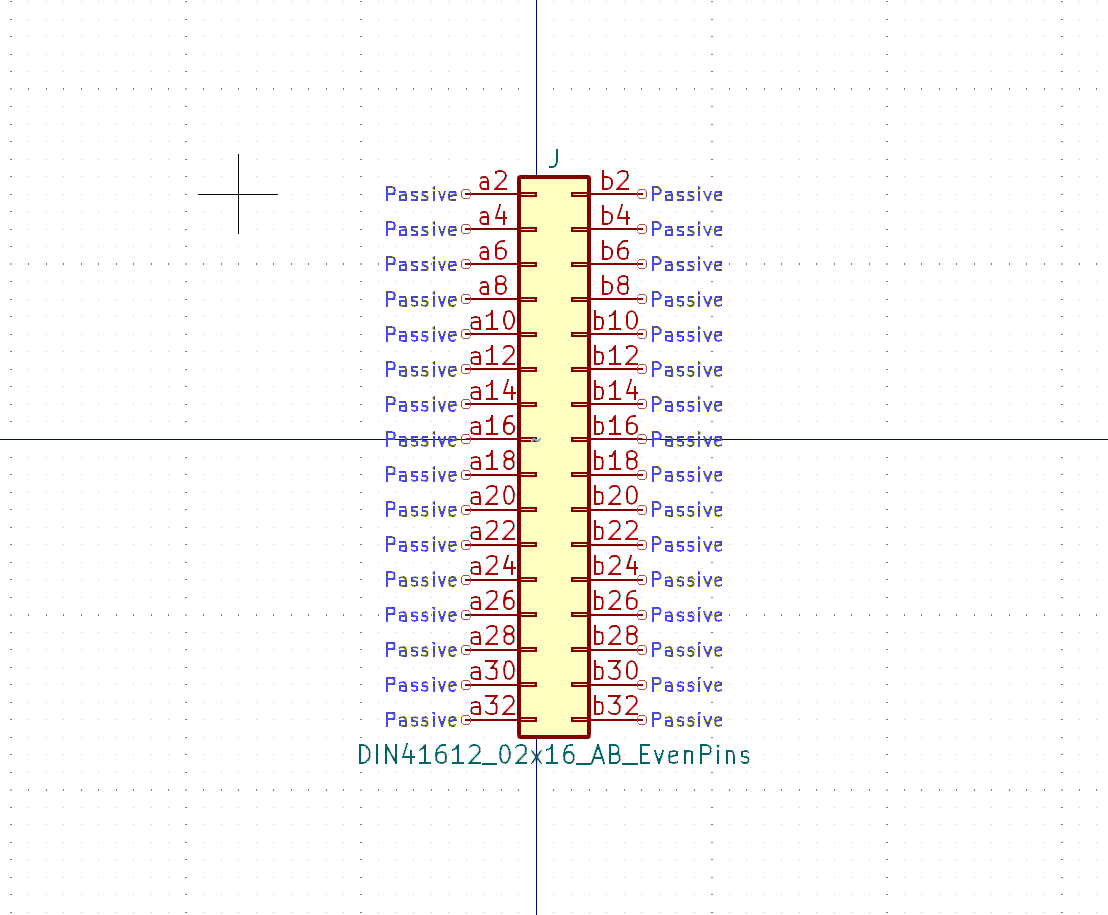 J
Passive a2 b2 Passive
Passive a4 b4 Passive
Passive a6 b6 Passive
Passive a8 b8 Passive
Passive a10 b10 Passive
Passive a12 b12 Passive
Passive a14 b14 Passive
Passive a16 b16 Passive
Passive a18 b18 Passive
Passive a20 b20 Passive
Passive a22 b22 Passive
Passive a24 b24 Passive
Passive a26 b26 Passive
Passive a28 b28 Passive
Passive a30 b30 Passive
Passive a32 b32 Passive
DIN41612_02x16_AB_EvenPins